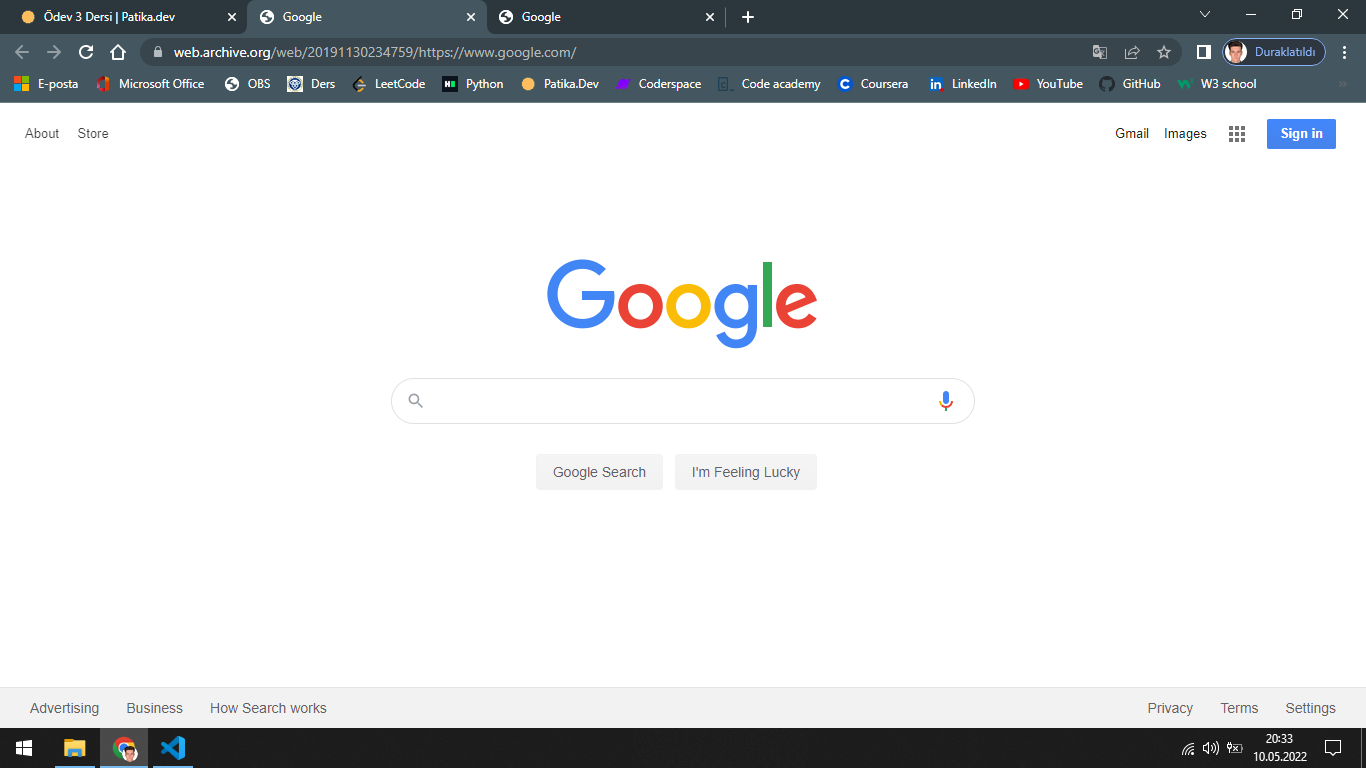 Ödev 3 Dersi | Patika.dev
Google
Google
web.archive.org/web/20191130234759/https://www.google.com/
Duraklatıldı
E-posta
Microsoft Office
OBS
Ders
LeetCode
Python
Patika.Dev
Coderspace
Code academy
Coursera
LinkedIn
YouTube
GitHub
W3 school
About Store
Gmail Images Sign in
Google
Google Search I'm Feeling Lucky
Advertising Business How Search works
Privacy Terms Settings
20:33
10.05.2022